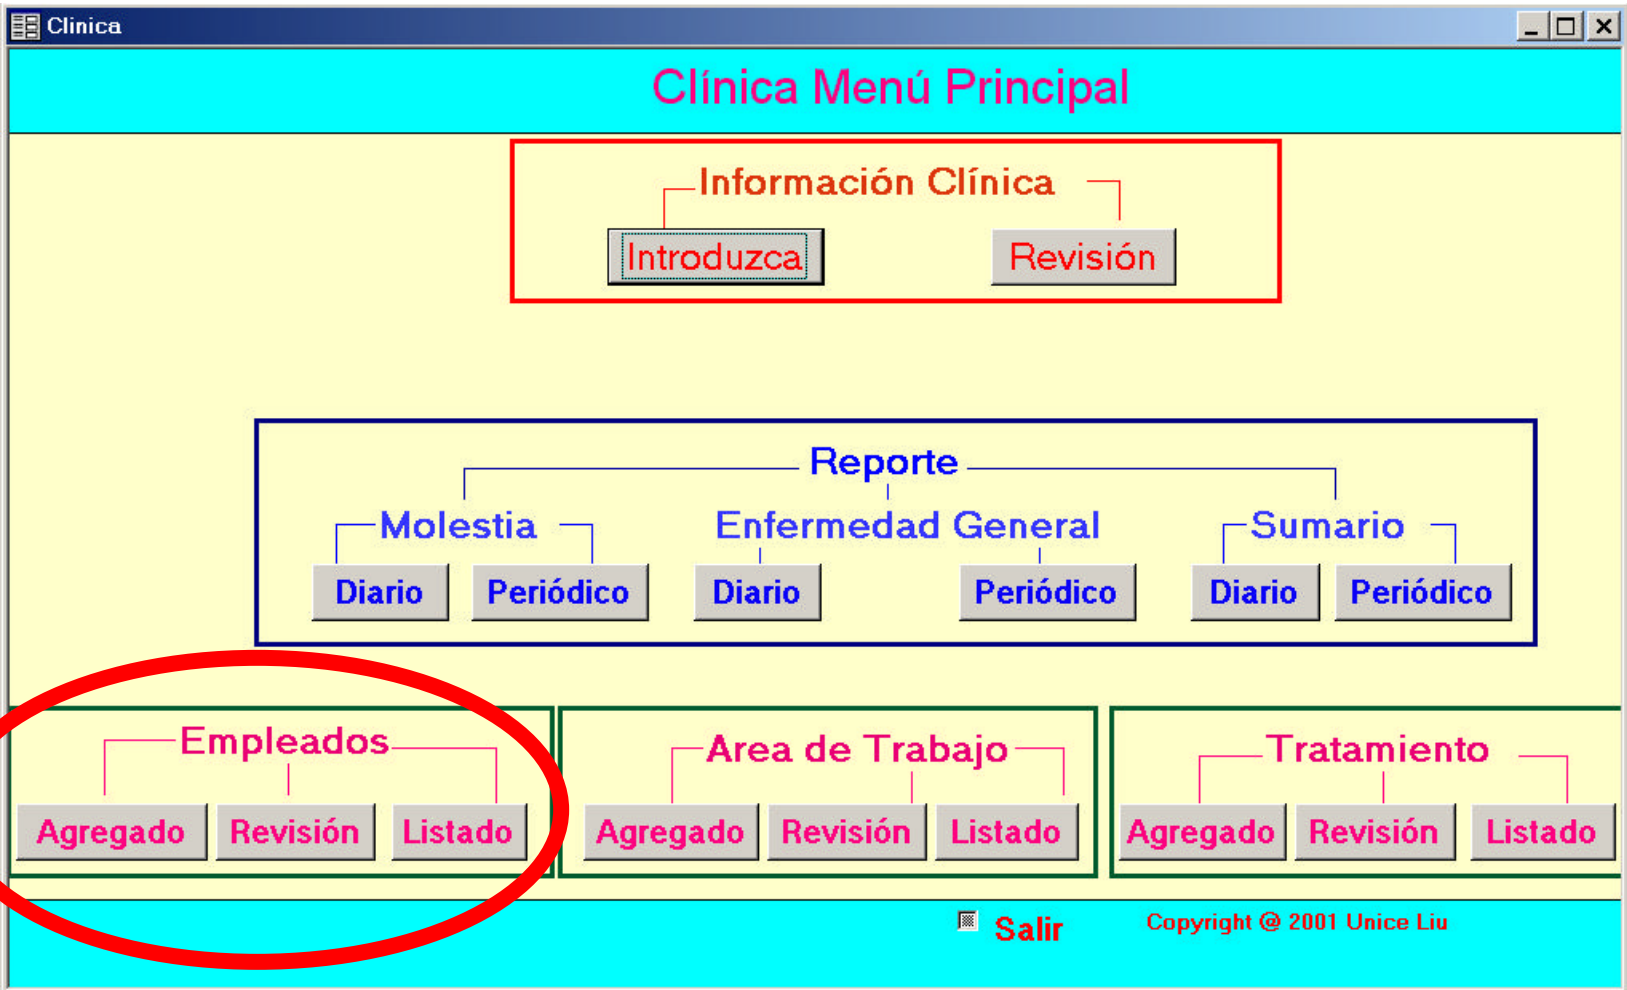 Clinica
Clínica Menú Principal
Información Clínica
Introduzca Revisión
Reporte
Molestia Enfermedad General Sumario
Diario Periódico Diario Periódico Diario Periódico
Empleados Area de Trabajo Tratamiento
Agregado Revisión Listado Agregado Revisión Listado Agregado Revisión Listado
Salir Copyright @ 2001 Unice Liu